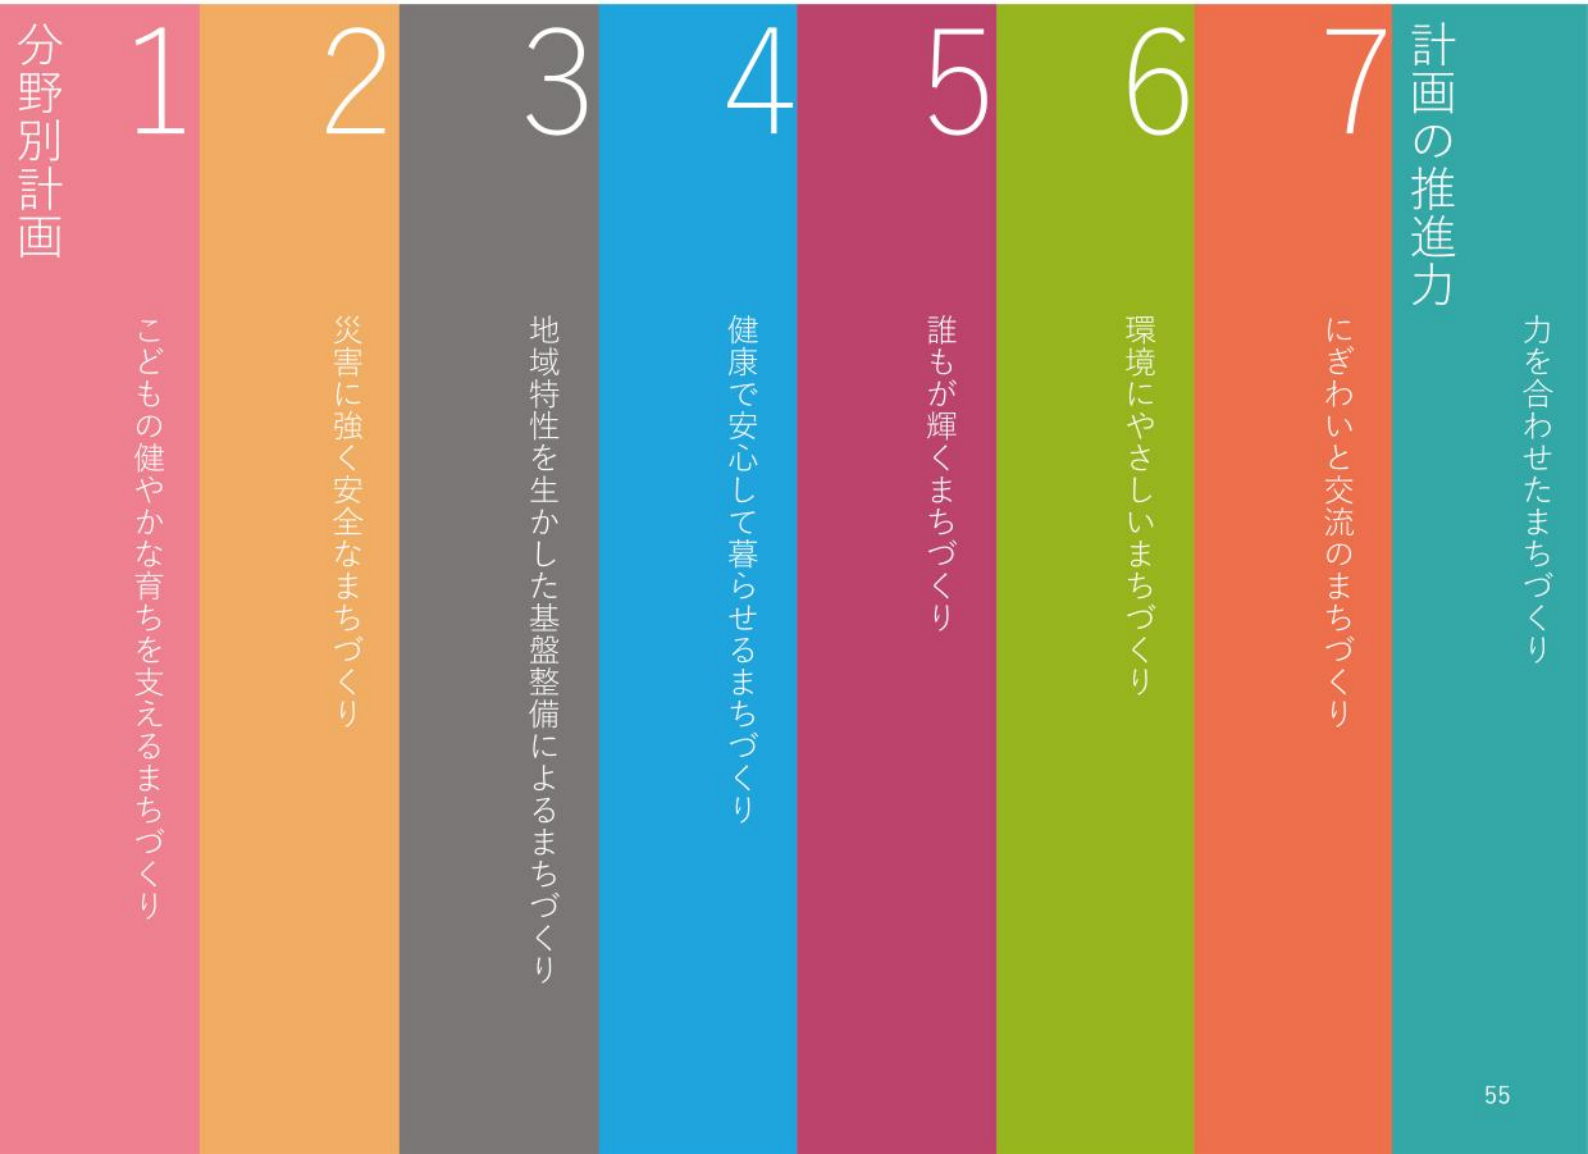 分野別計画
1
こどもの健やかな育ちを支えるまちづくり
2
災害に強く安全なまちづくり
3
地域特性を生かした基盤整備によるまちづくり
4
健康で安心して暮らせるまちづくり
5
誰もが輝くまちづくり
6
環境にやさしいまちづくり
7
にぎわいと交流のまちづくり
計画の推進力
力を合わせたまちづくり
55